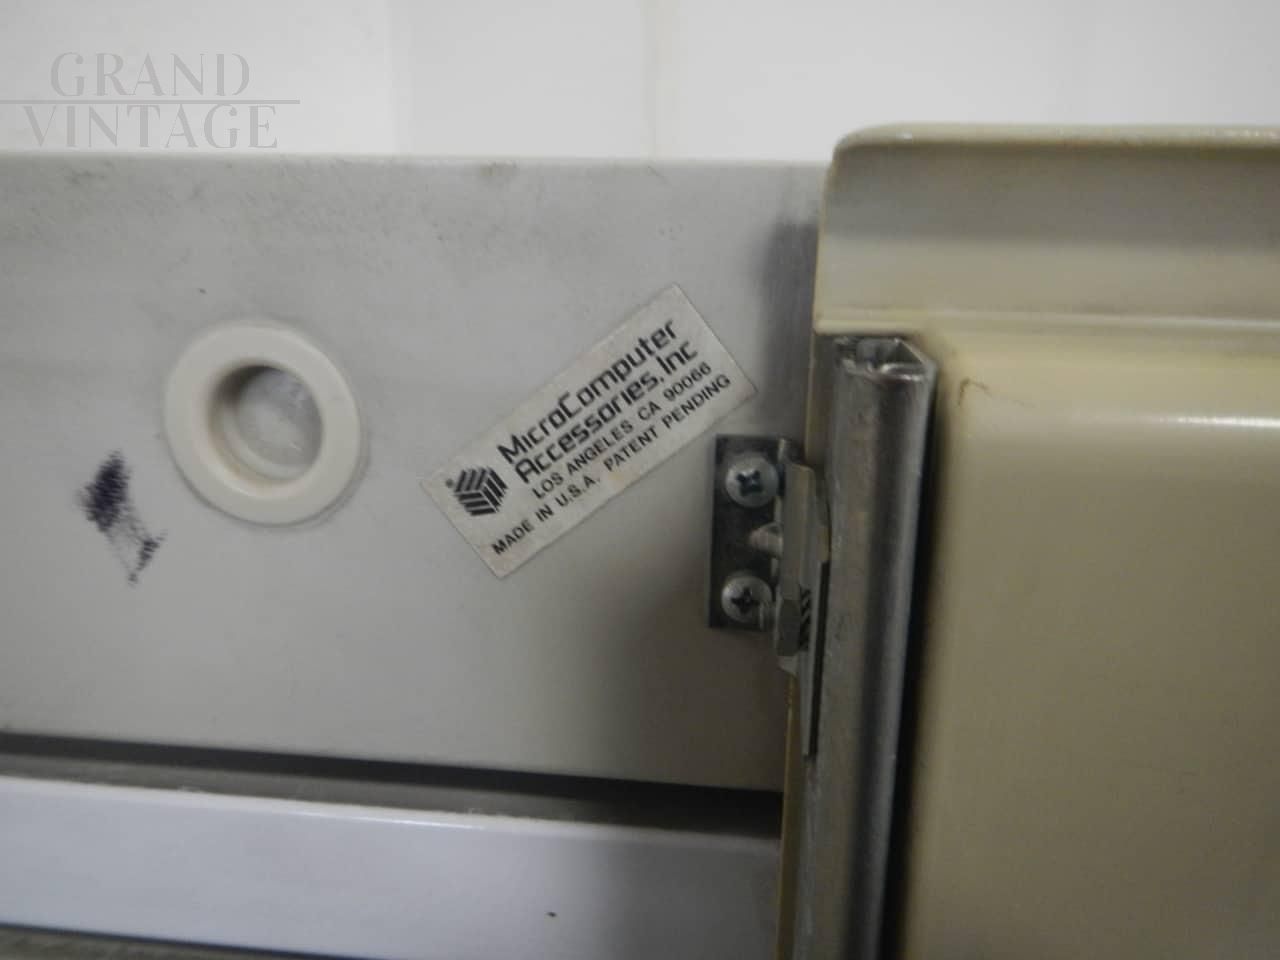 GRAND
VINTAGE
MicroComputer
Accessories, Inc
LOS ANGELES CA 90066
MADE IN U.S.A. PATENT PENDING